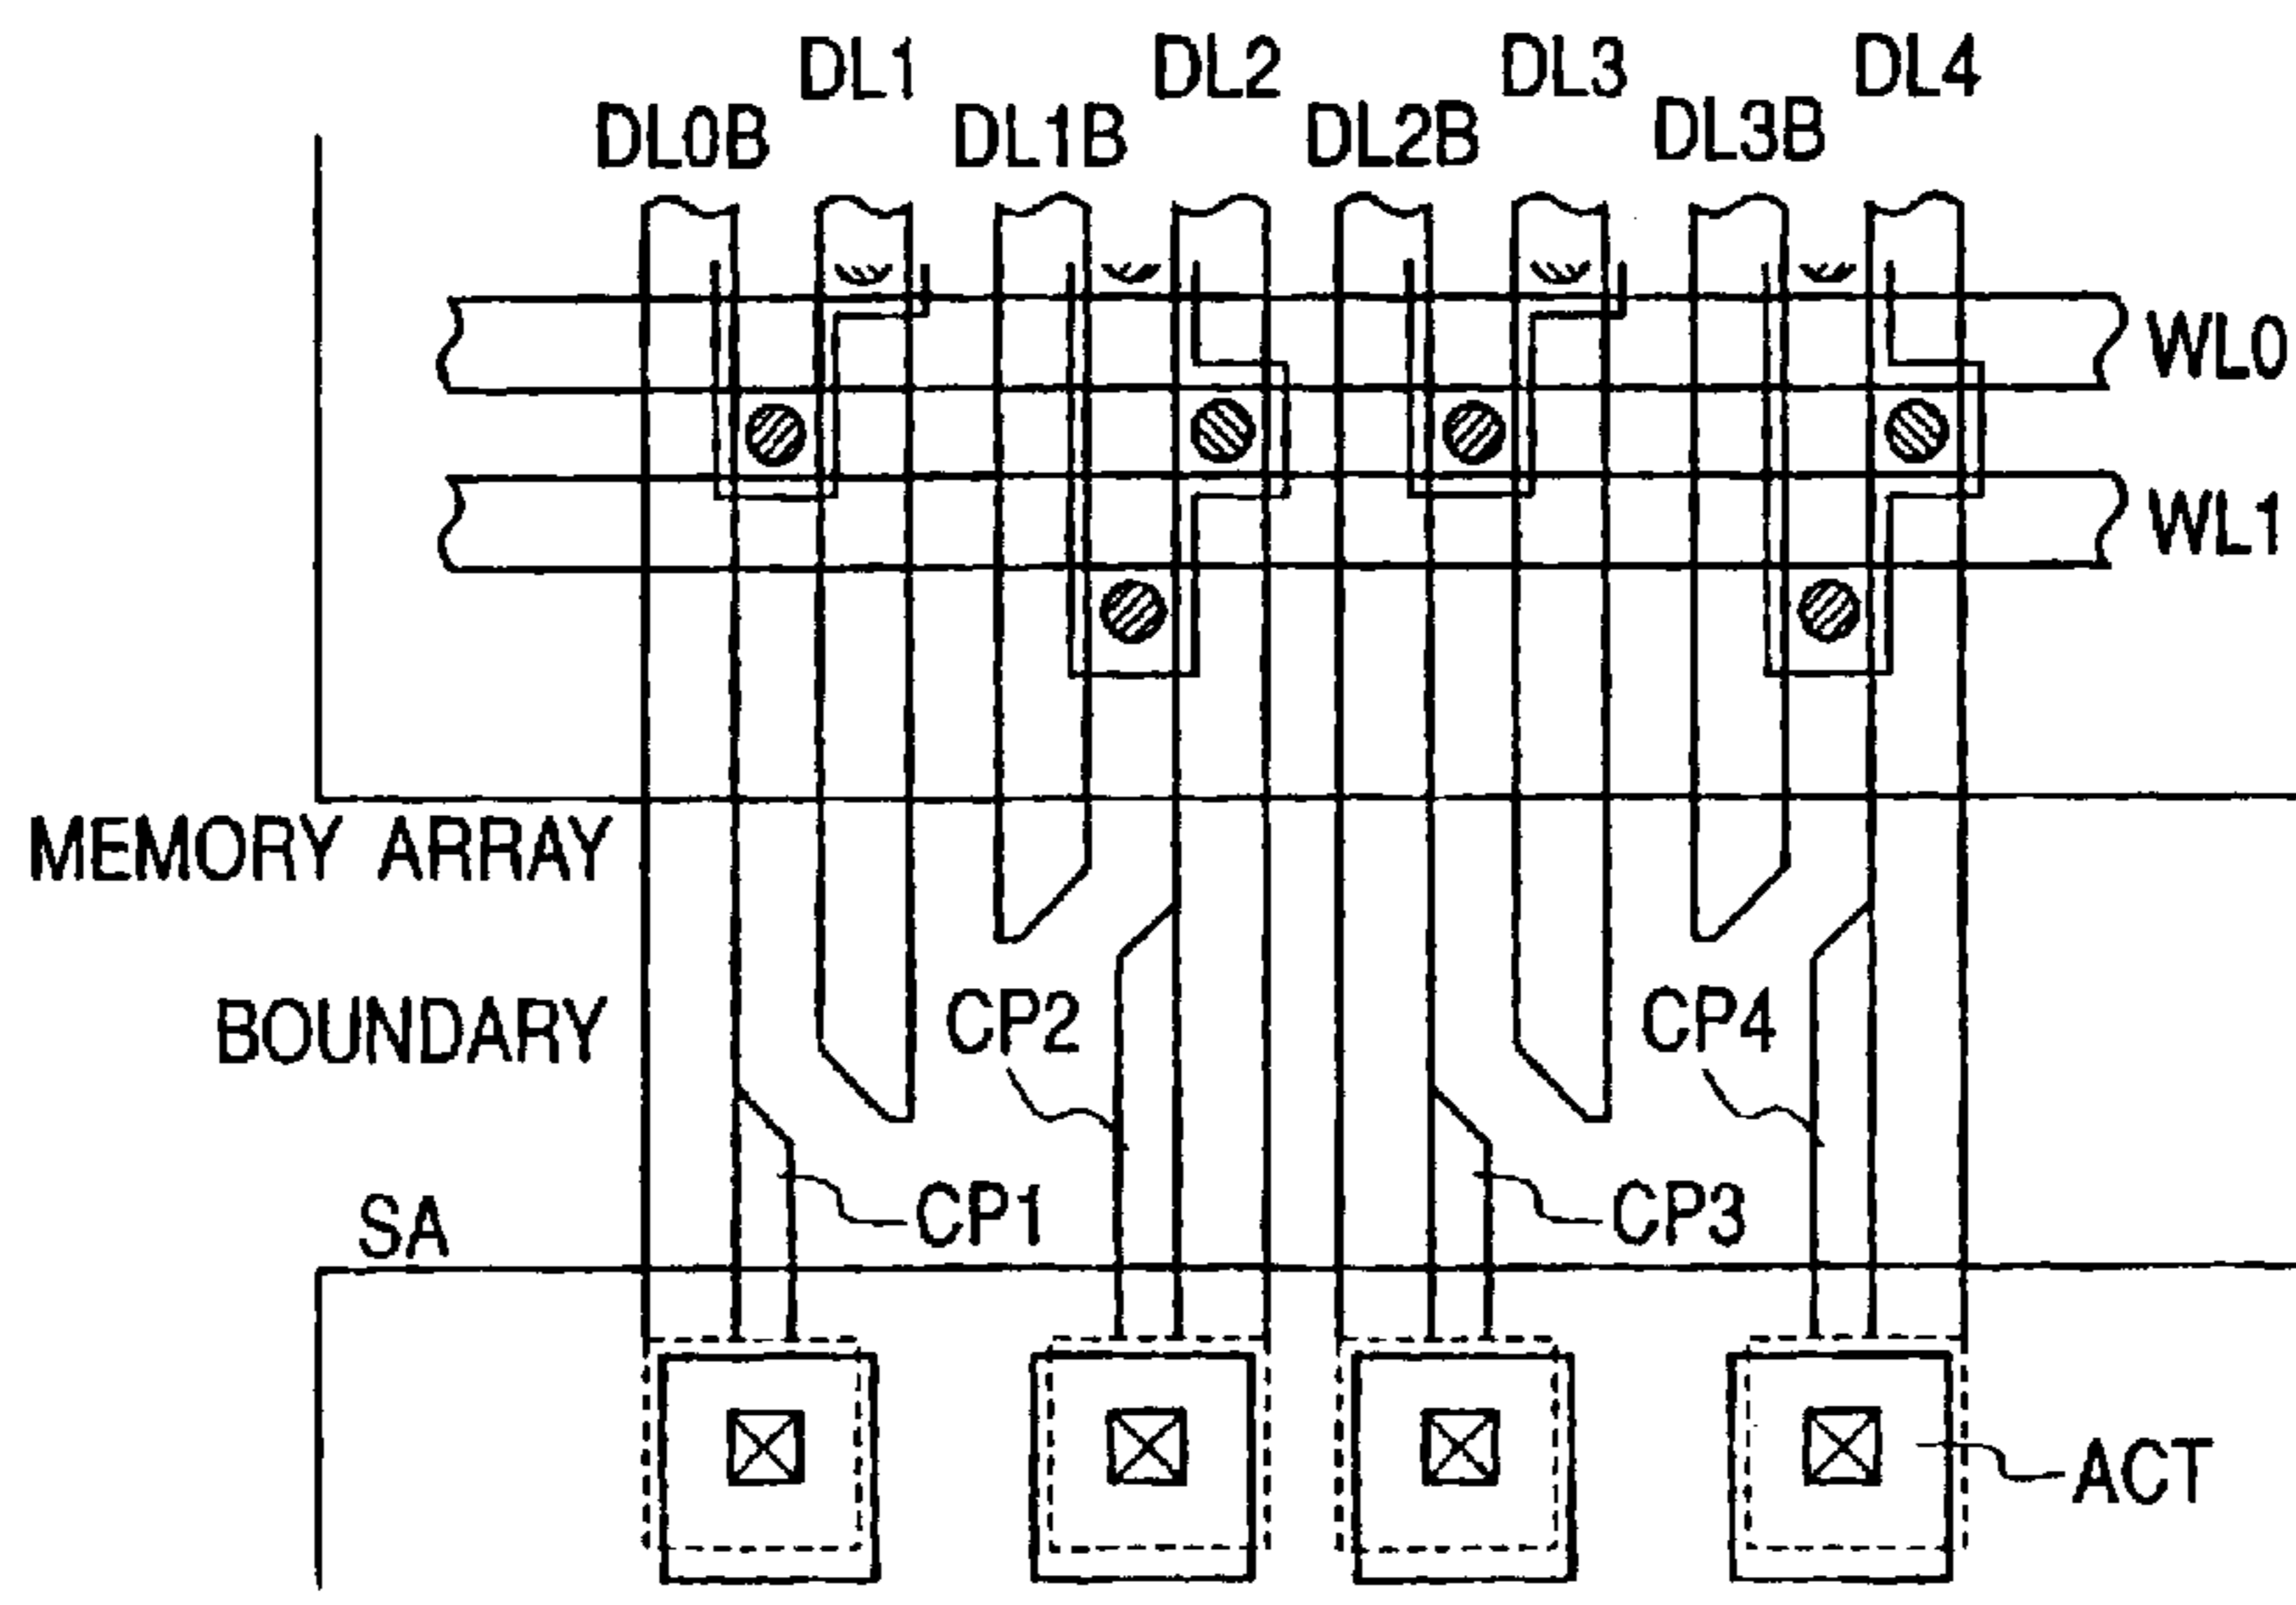 DL1 DL2 DL3 DL4
DL0B DL1B DL2B DL3B
WL0
WL1
MEMORY ARRAY
BOUNDARY
CP2 CP4
CP1 CP3
SA
ACT